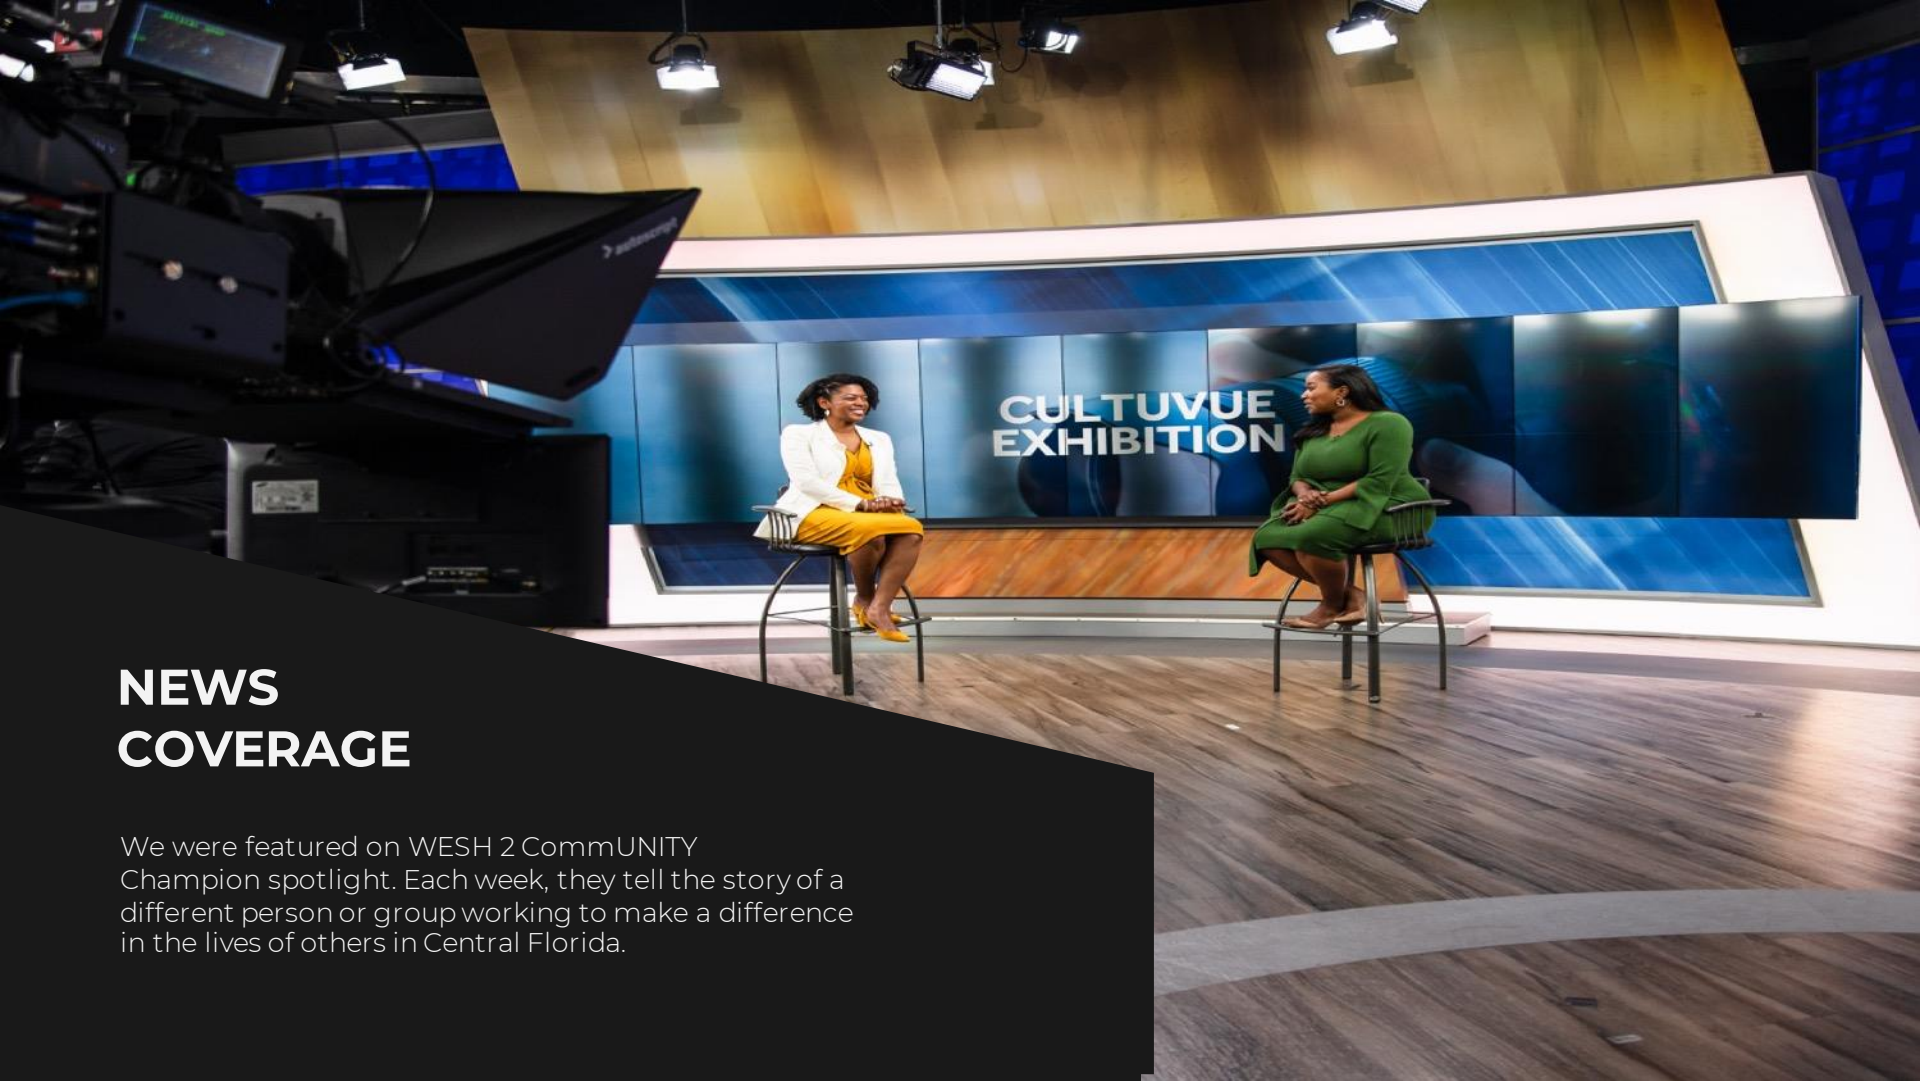 autoscript
CULTUVUE
EXHIBITION
NEWS
COVERAGE
We were featured on WESH 2 CommUNITY
Champion spotlight. Each week, they tell the story of a
different person or group working to make a difference
in the lives of others in Central Florida.